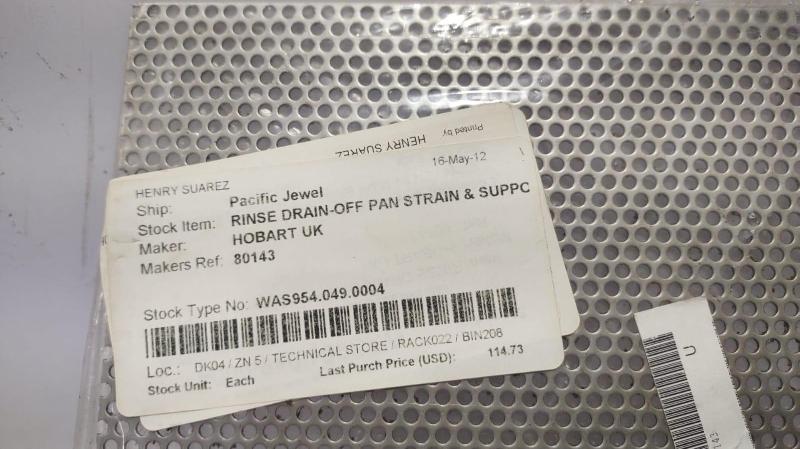 Printed by
HENRY SUAREZ
HENRY SUAREZ 16-May-12
Ship: Pacific Jewel
Stock Item: RINSE DRAIN-OFF PAN STRAIN & SUPPO
Maker: HOBART UK
Makers Ref: 80143
Stock Type No: WAS954.049.0004
Loc.: DK04 / ZN 5 / TECHNICAL STORE / RACK022 / BIN208
Stock Unit: Each Last Purch Price (USD): 114.73
U